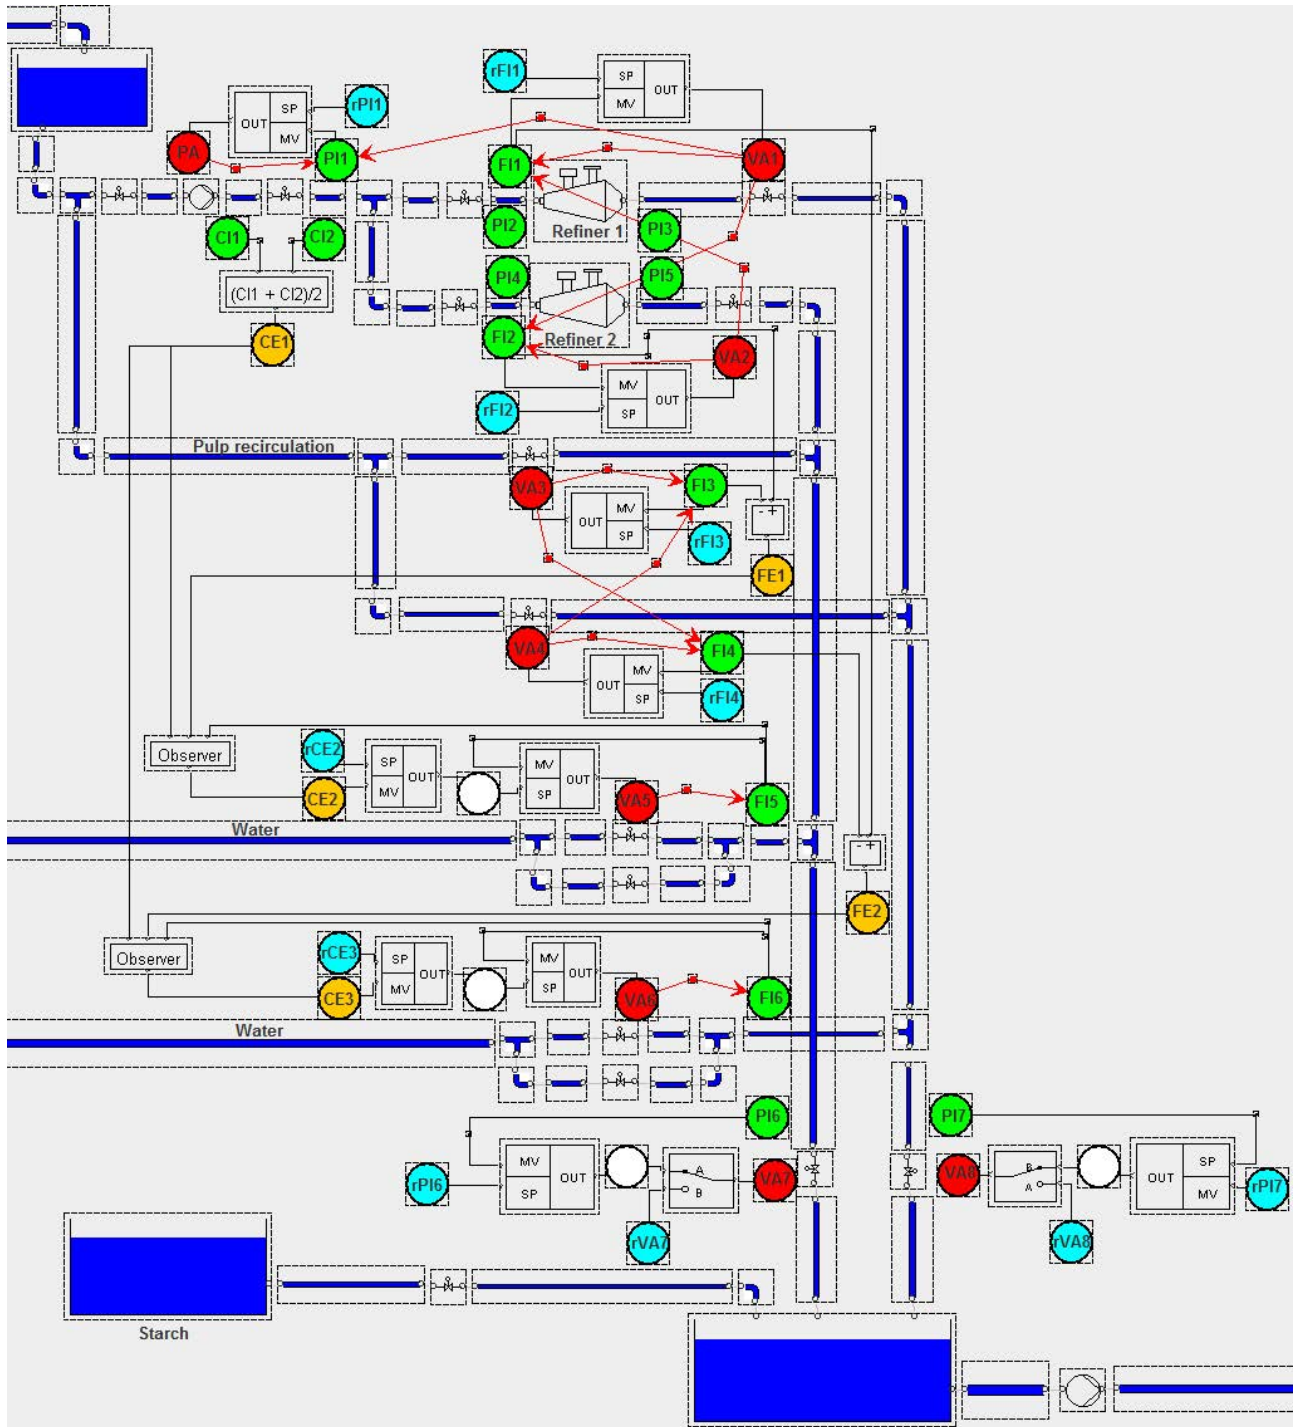 rFI1
SP
MV
OUT
rPI1
OUT
SP
MV
PA
PI1
FI1
VA1
PI2
Refiner 1
PI3
CI1
CI2
PI4
PI5
(CI1 + CI2)/2
CE1
FI2
Refiner 2
VA2
MV
SP
OUT
rFI2
Pulp recirculation
VA3
FI3
OUT
MV
SP
- +
rFI3
FE1
VA4
FI4
OUT
MV
SP
rFI4
Observer
rCE2
SP
MV
OUT
MV
SP
OUT
CE2
VA5
FI5
Water
- +
FE2
Observer
rCE3
SP
MV
OUT
MV
SP
OUT
CE3
VA6
FI6
Water
PI6
PI7
MV
SP
OUT
A
B
VA7
rPI6
VA8
B
A
OUT
SP
MV
rPI7
rVA7
rVA8
Starch